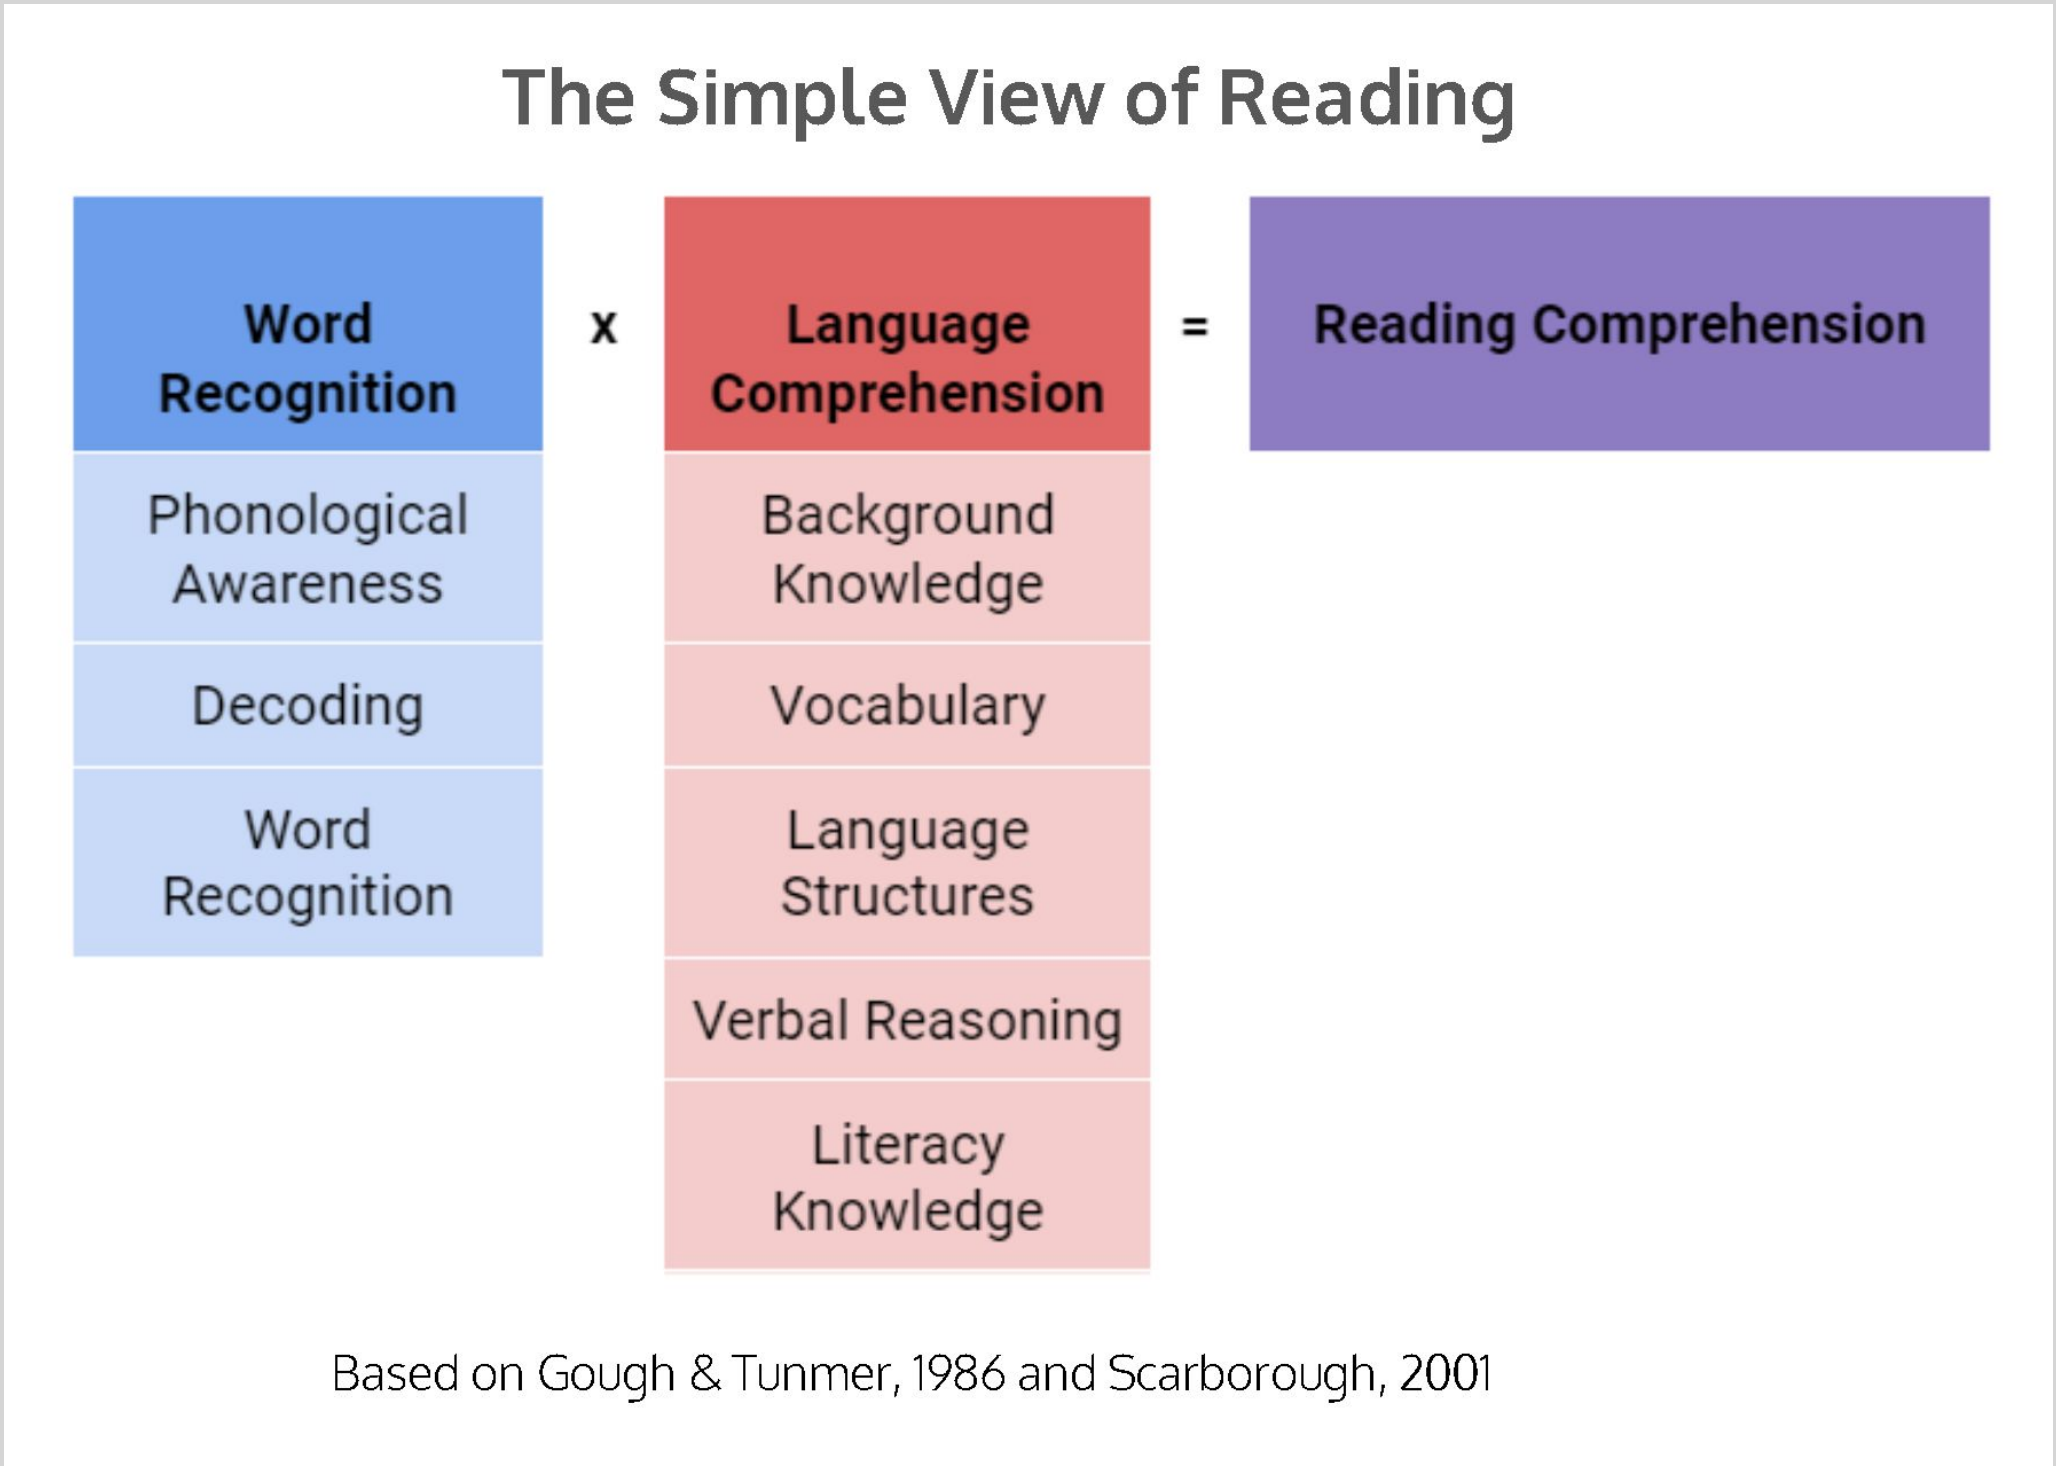 The Simple View of Reading
Word
Recognition
x
Language
Comprehension
=
Reading Comprehension
Phonological
Awareness
Decoding
Word
Recognition
Background
Knowledge
Vocabulary
Language
Structures
Verbal Reasoning
Literacy
Knowledge
Based on Gough & Tunmer, 1986 and Scarborough, 2001